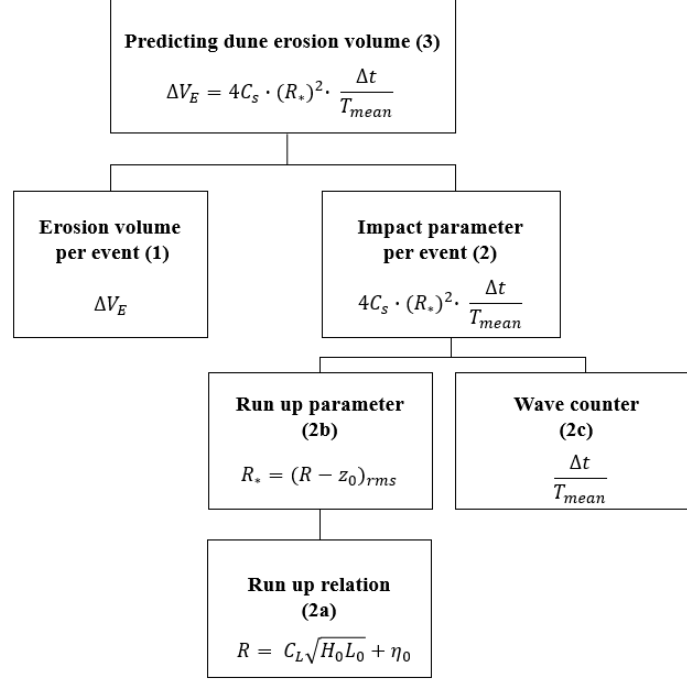 Predicting dune erosion volume (3)
ΔV_E = 4C_s · (R_*)^2 · Δt / T_mean
Erosion volume
per event (1)
ΔV_E
Impact parameter
per event (2)
4C_s · (R_*)^2 · Δt / T_mean
Run up parameter
(2b)
R_* = (R − z_0)_rms
Wave counter
(2c)
Δt / T_mean
Run up relation
(2a)
R = C_L√(H_0L_0) + η_0